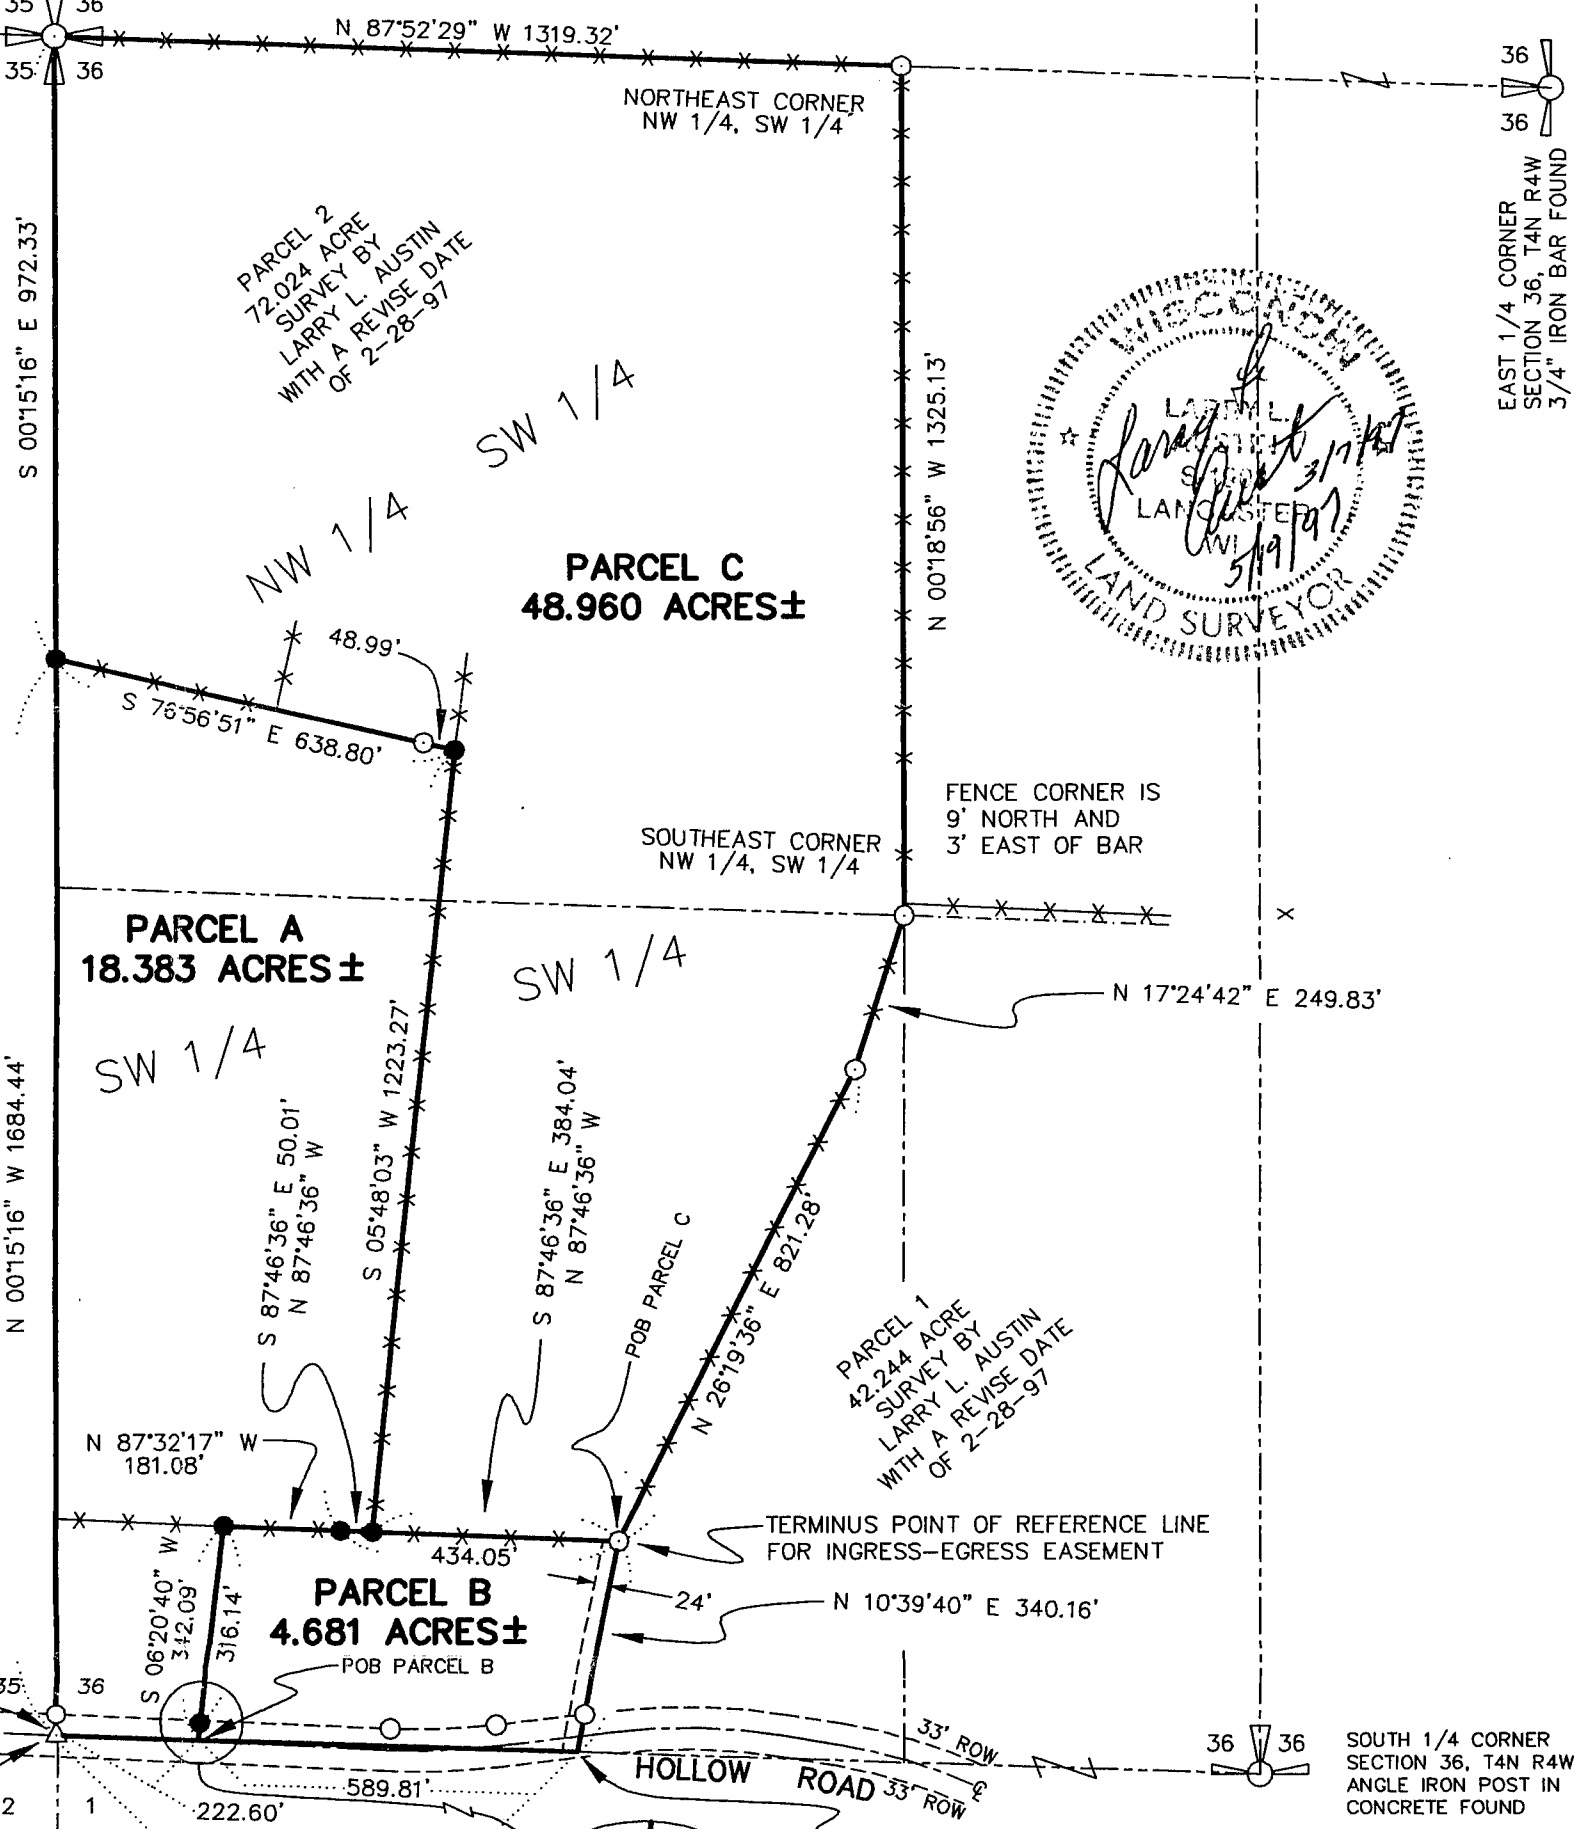 35 36
35 36
N 87°52'29" W 1319.32'
NORTHEAST CORNER
NW 1/4, SW 1/4
36
36
EAST 1/4 CORNER
SECTION 36, T4N R4W
3/4" IRON BAR FOUND
S 00°15'16" E 972.33'
PARCEL 2
72.024 ACRE
SURVEY BY
LARRY L. AUSTIN
WITH A REVISE DATE
OF 2-28-97
SW 1/4
NW 1/4
N 00°18'56" W 1325.13'
WISCONSIN
LARRY L.
AUSTIN
LANCASTER
WI
LAND SURVEYOR
3/7/97
5/19/97
PARCEL C
48.960 ACRES±
48.99'
S 76°56'51" E 638.80'
FENCE CORNER IS
9' NORTH AND
3' EAST OF BAR
SOUTHEAST CORNER
NW 1/4, SW 1/4
PARCEL A
18.383 ACRES±
SW 1/4
SW 1/4
N 17°24'42" E 249.83'
N 00°15'16" W 1684.44'
S 05°48'03" W 1223.27'
S 87°46'36" E 50.01'
N 87°46'36" W
S 87°46'36" E 384.04'
N 87°46'36" W
POB PARCEL C
N 26°19'36" E 821.28'
PARCEL 1
42.244 ACRE
SURVEY BY
LARRY L. AUSTIN
WITH A REVISE DATE
OF 2-28-97
N 87°32'17" W
181.08'
434.05'
TERMINUS POINT OF REFERENCE LINE
FOR INGRESS-EGRESS EASEMENT
PARCEL B
4.681 ACRES±
24'
N 10°39'40" E 340.16'
S 06°20'40" W
342.09'
316.14'
POB PARCEL B
35 36
33' ROW
HOLLOW ROAD
33' ROW
589.81'
222.60'
2 1
36 36
SOUTH 1/4 CORNER
SECTION 36, T4N R4W
ANGLE IRON POST IN
CONCRETE FOUND